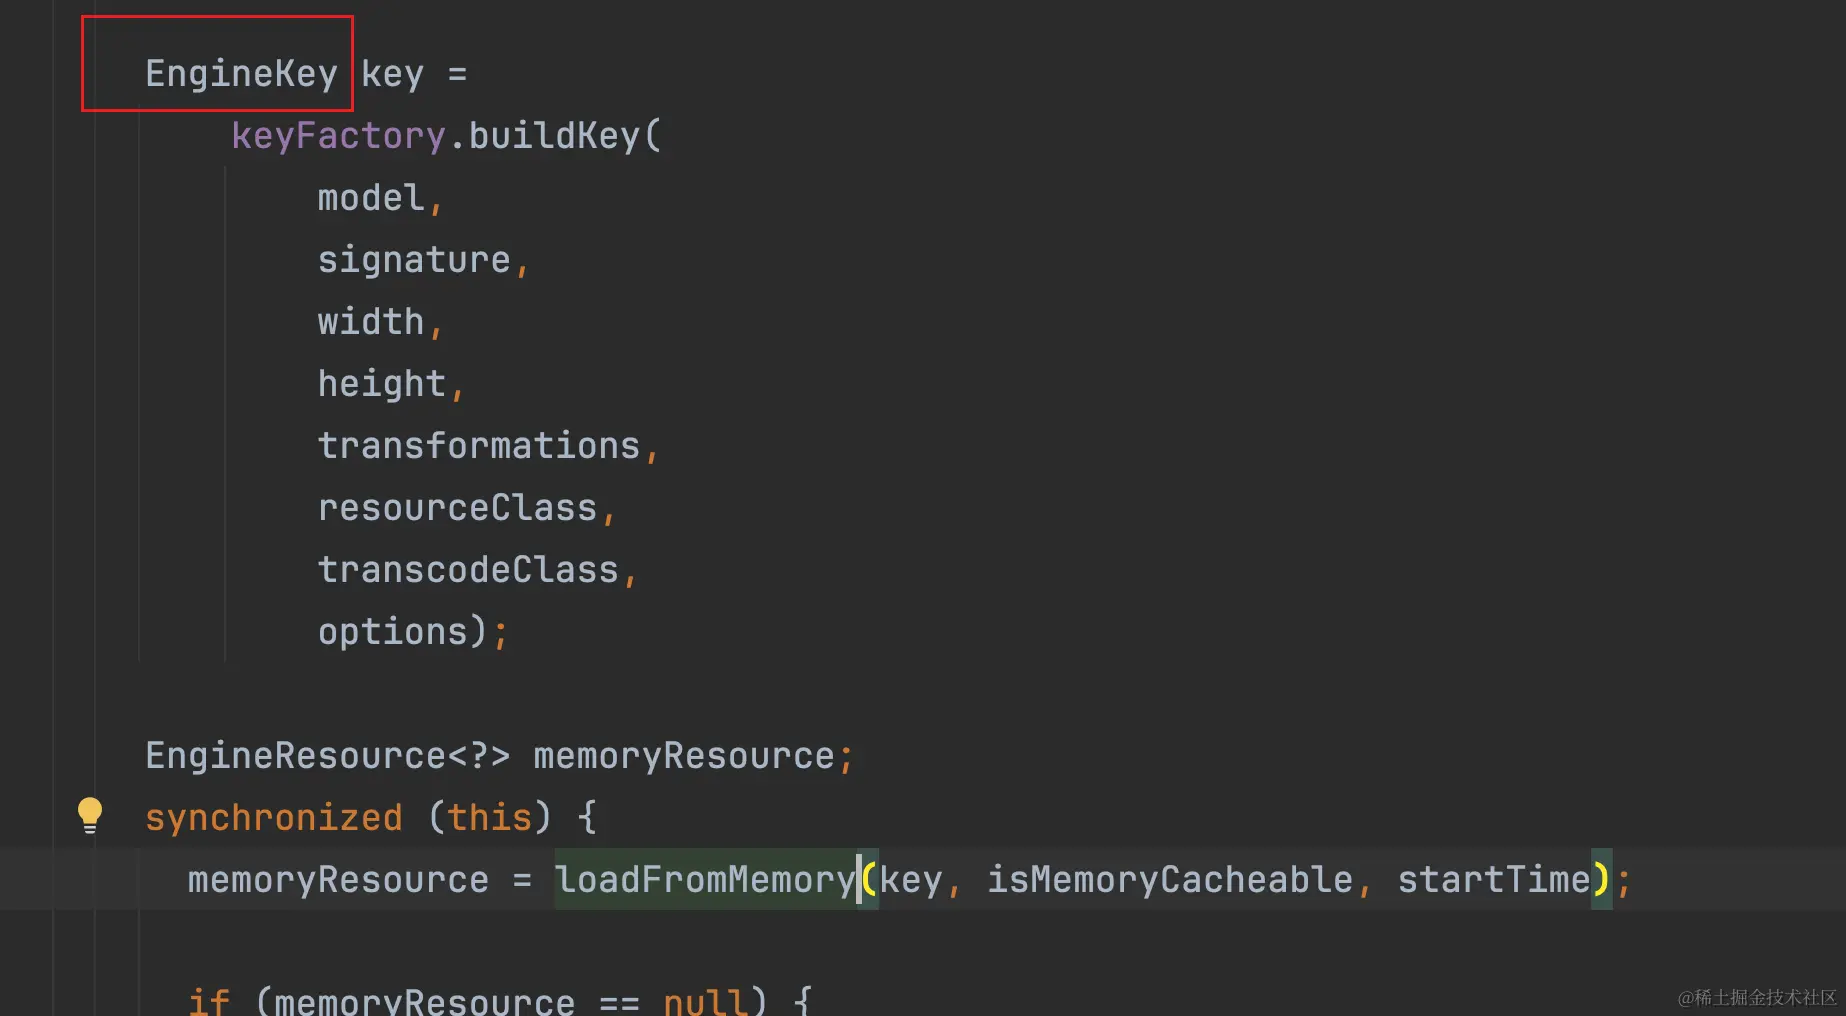 EngineKey key =
keyFactory.buildKey(
model,
signature,
width,
height,
transformations,
resourceClass,
transcodeClass,
options);
EngineResource<?> memoryResource;
synchronized (this) {
memoryResource = loadFromMemory(key, isMemoryCacheable, startTime);
if (memoryResource == null) {
@稀土掘金技术社区